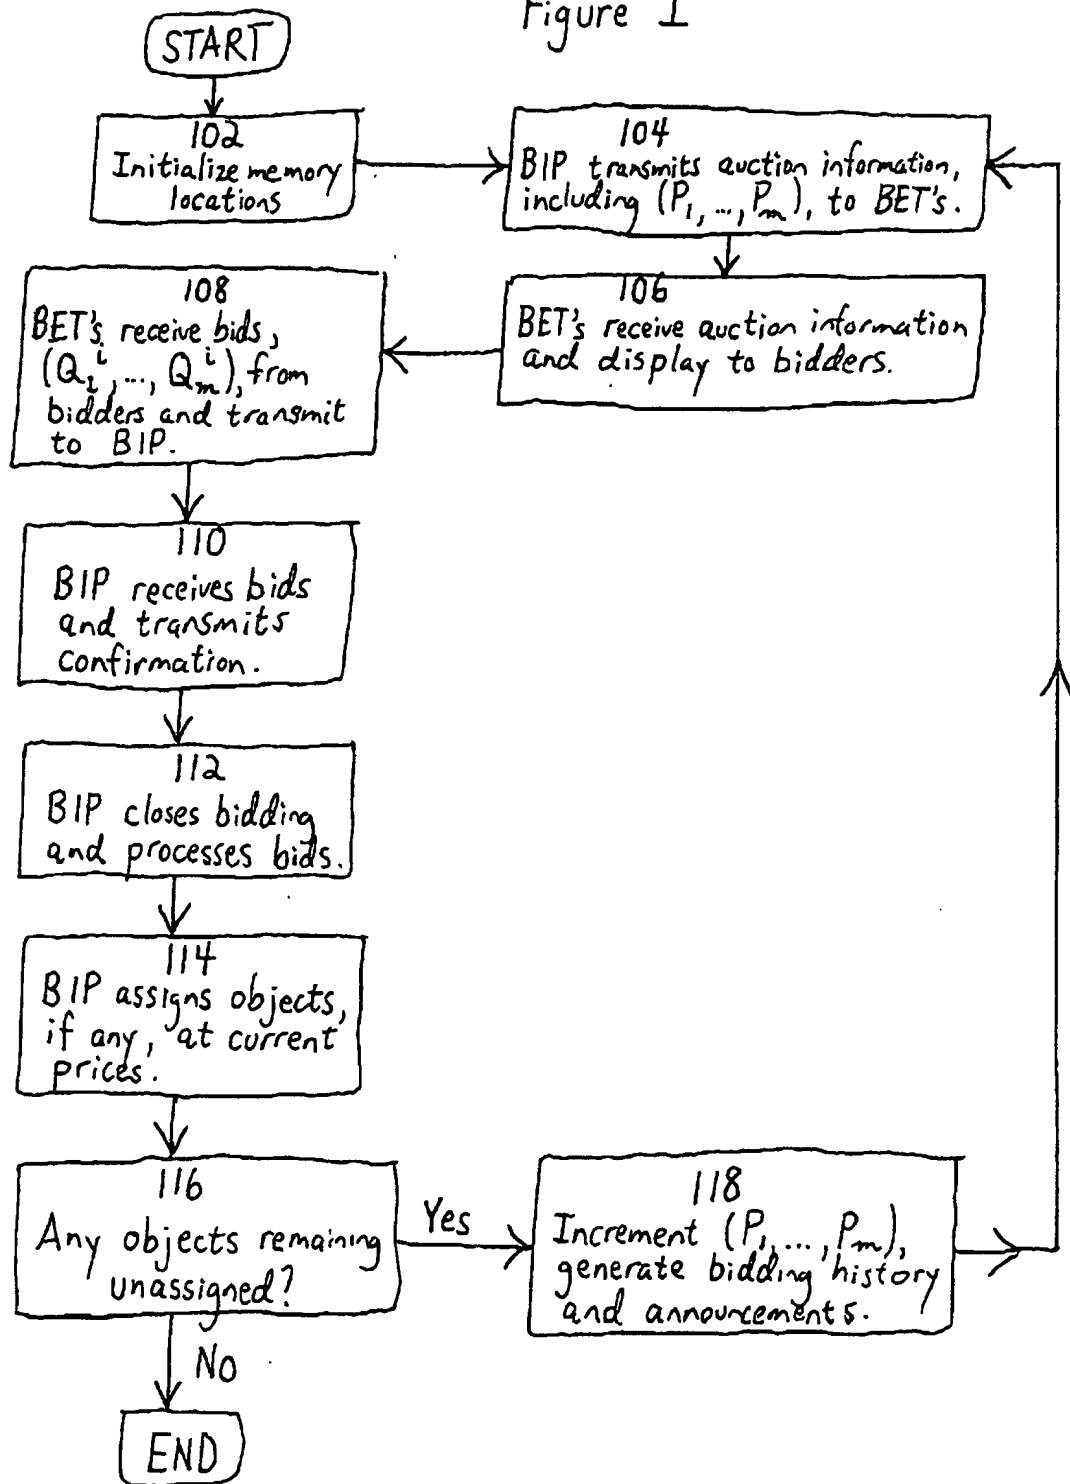 Figure 1
START
102
Initialize memory
locations
104
BIP transmits auction information,
including (P₁, ..., Pₘ), to BET's.
106
BET's receive auction information
and display to bidders.
108
BET's receive bids,
(Q₁ⁱ, ..., Qₘⁱ), from
bidders and transmit
to BIP.
110
BIP receives bids
and transmits
confirmation.
112
BIP closes bidding
and processes bids.
114
BIP assigns objects,
if any, at current
prices.
116
Any objects remaining
unassigned?
Yes
118
Increment (P₁, ..., Pₘ),
generate bidding history
and announcements.
No
END